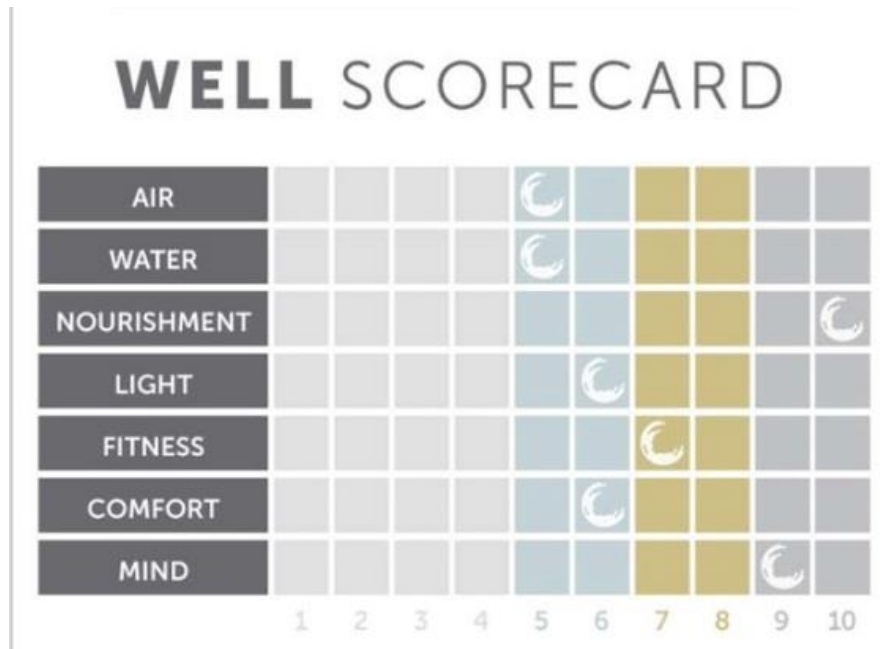 WELL SCORECARD
AIR
WATER
NOURISHMENT
LIGHT
FITNESS
COMFORT
MIND
1 2 3 4 5 6 7 8 9 10